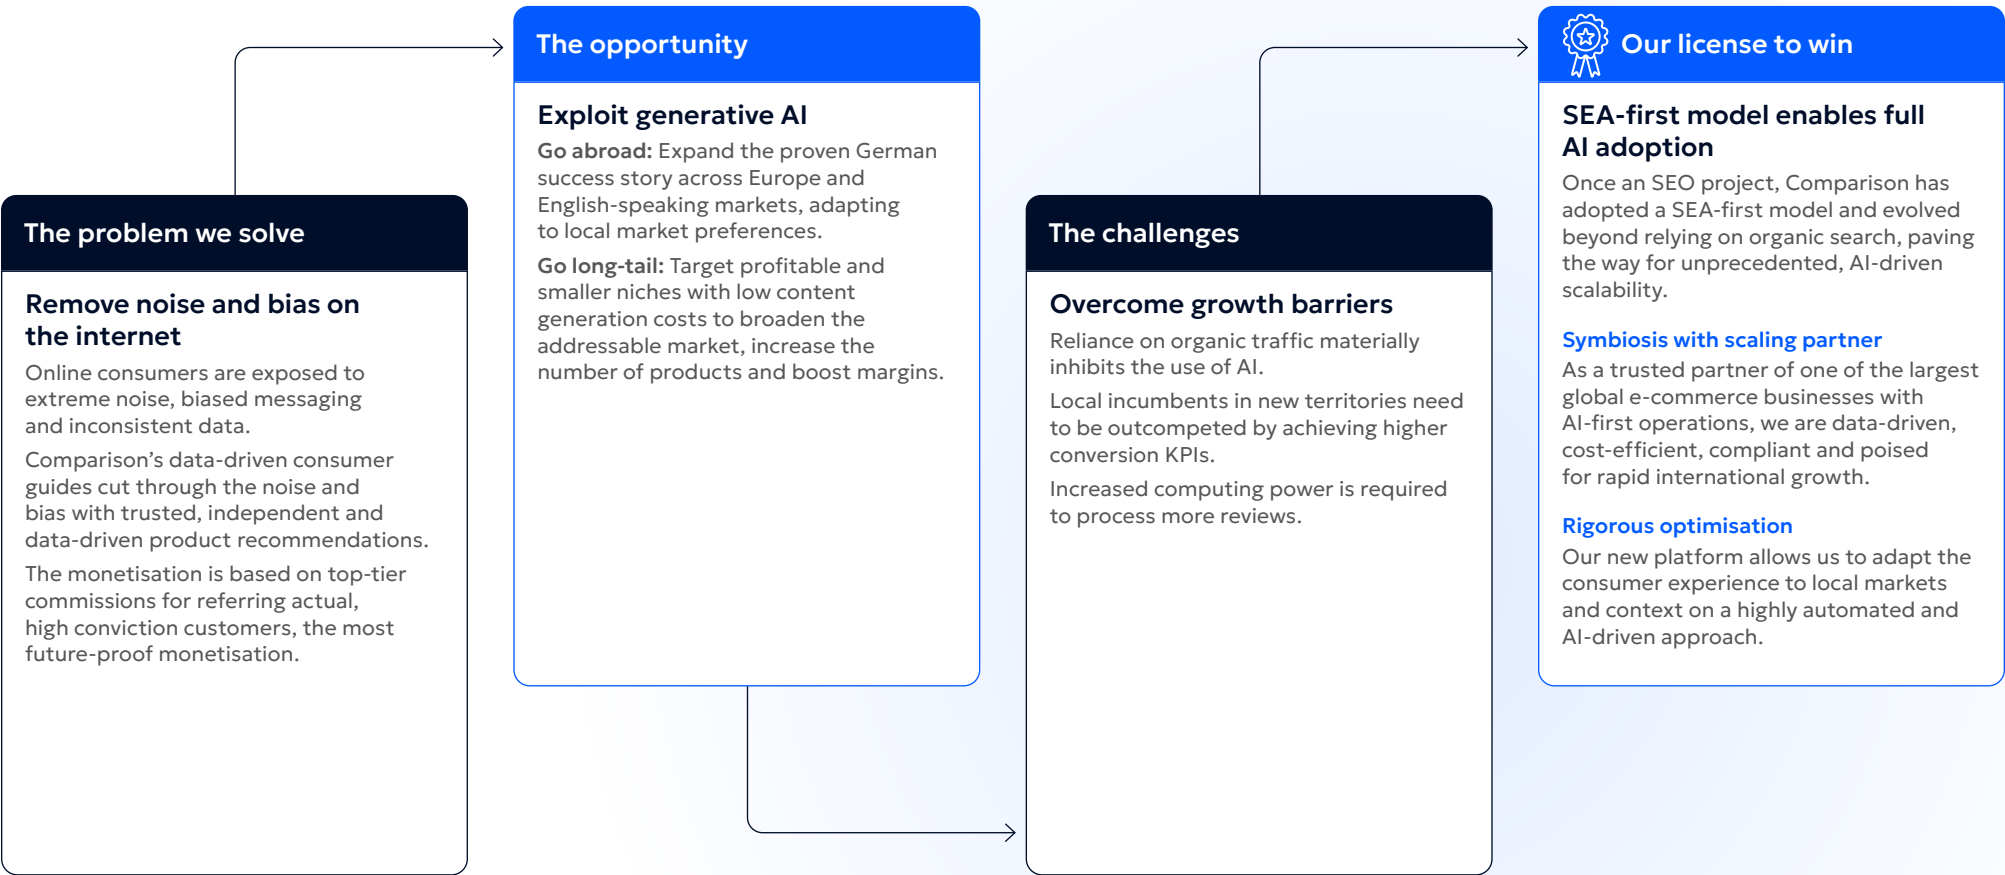 The problem we solve
Remove noise and bias on
the internet
Online consumers are exposed to
extreme noise, biased messaging
and inconsistent data.
Comparison’s data-driven consumer
guides cut through the noise and
bias with trusted, independent and
data-driven product recommendations.
The monetisation is based on top-tier
commissions for referring actual,
high conviction customers, the most
future-proof monetisation.
The opportunity
Exploit generative AI
Go abroad: Expand the proven German
success story across Europe and
English-speaking markets, adapting
to local market preferences.
Go long-tail: Target profitable and
smaller niches with low content
generation costs to broaden the
addressable market, increase the
number of products and boost margins.
The challenges
Overcome growth barriers
Reliance on organic traffic materially
inhibits the use of AI.
Local incumbents in new territories need
to be outcompeted by achieving higher
conversion KPIs.
Increased computing power is required
to process more reviews.
Our license to win
SEA-first model enables full
AI adoption
Once an SEO project, Comparison has
adopted a SEA-first model and evolved
beyond relying on organic search, paving
the way for unprecedented, AI-driven
scalability.
Symbiosis with scaling partner
As a trusted partner of one of the largest
global e-commerce businesses with
AI-first operations, we are data-driven,
cost-efficient, compliant and poised
for rapid international growth.
Rigorous optimisation
Our new platform allows us to adapt the
consumer experience to local markets
and context on a highly automated and
AI-driven approach.